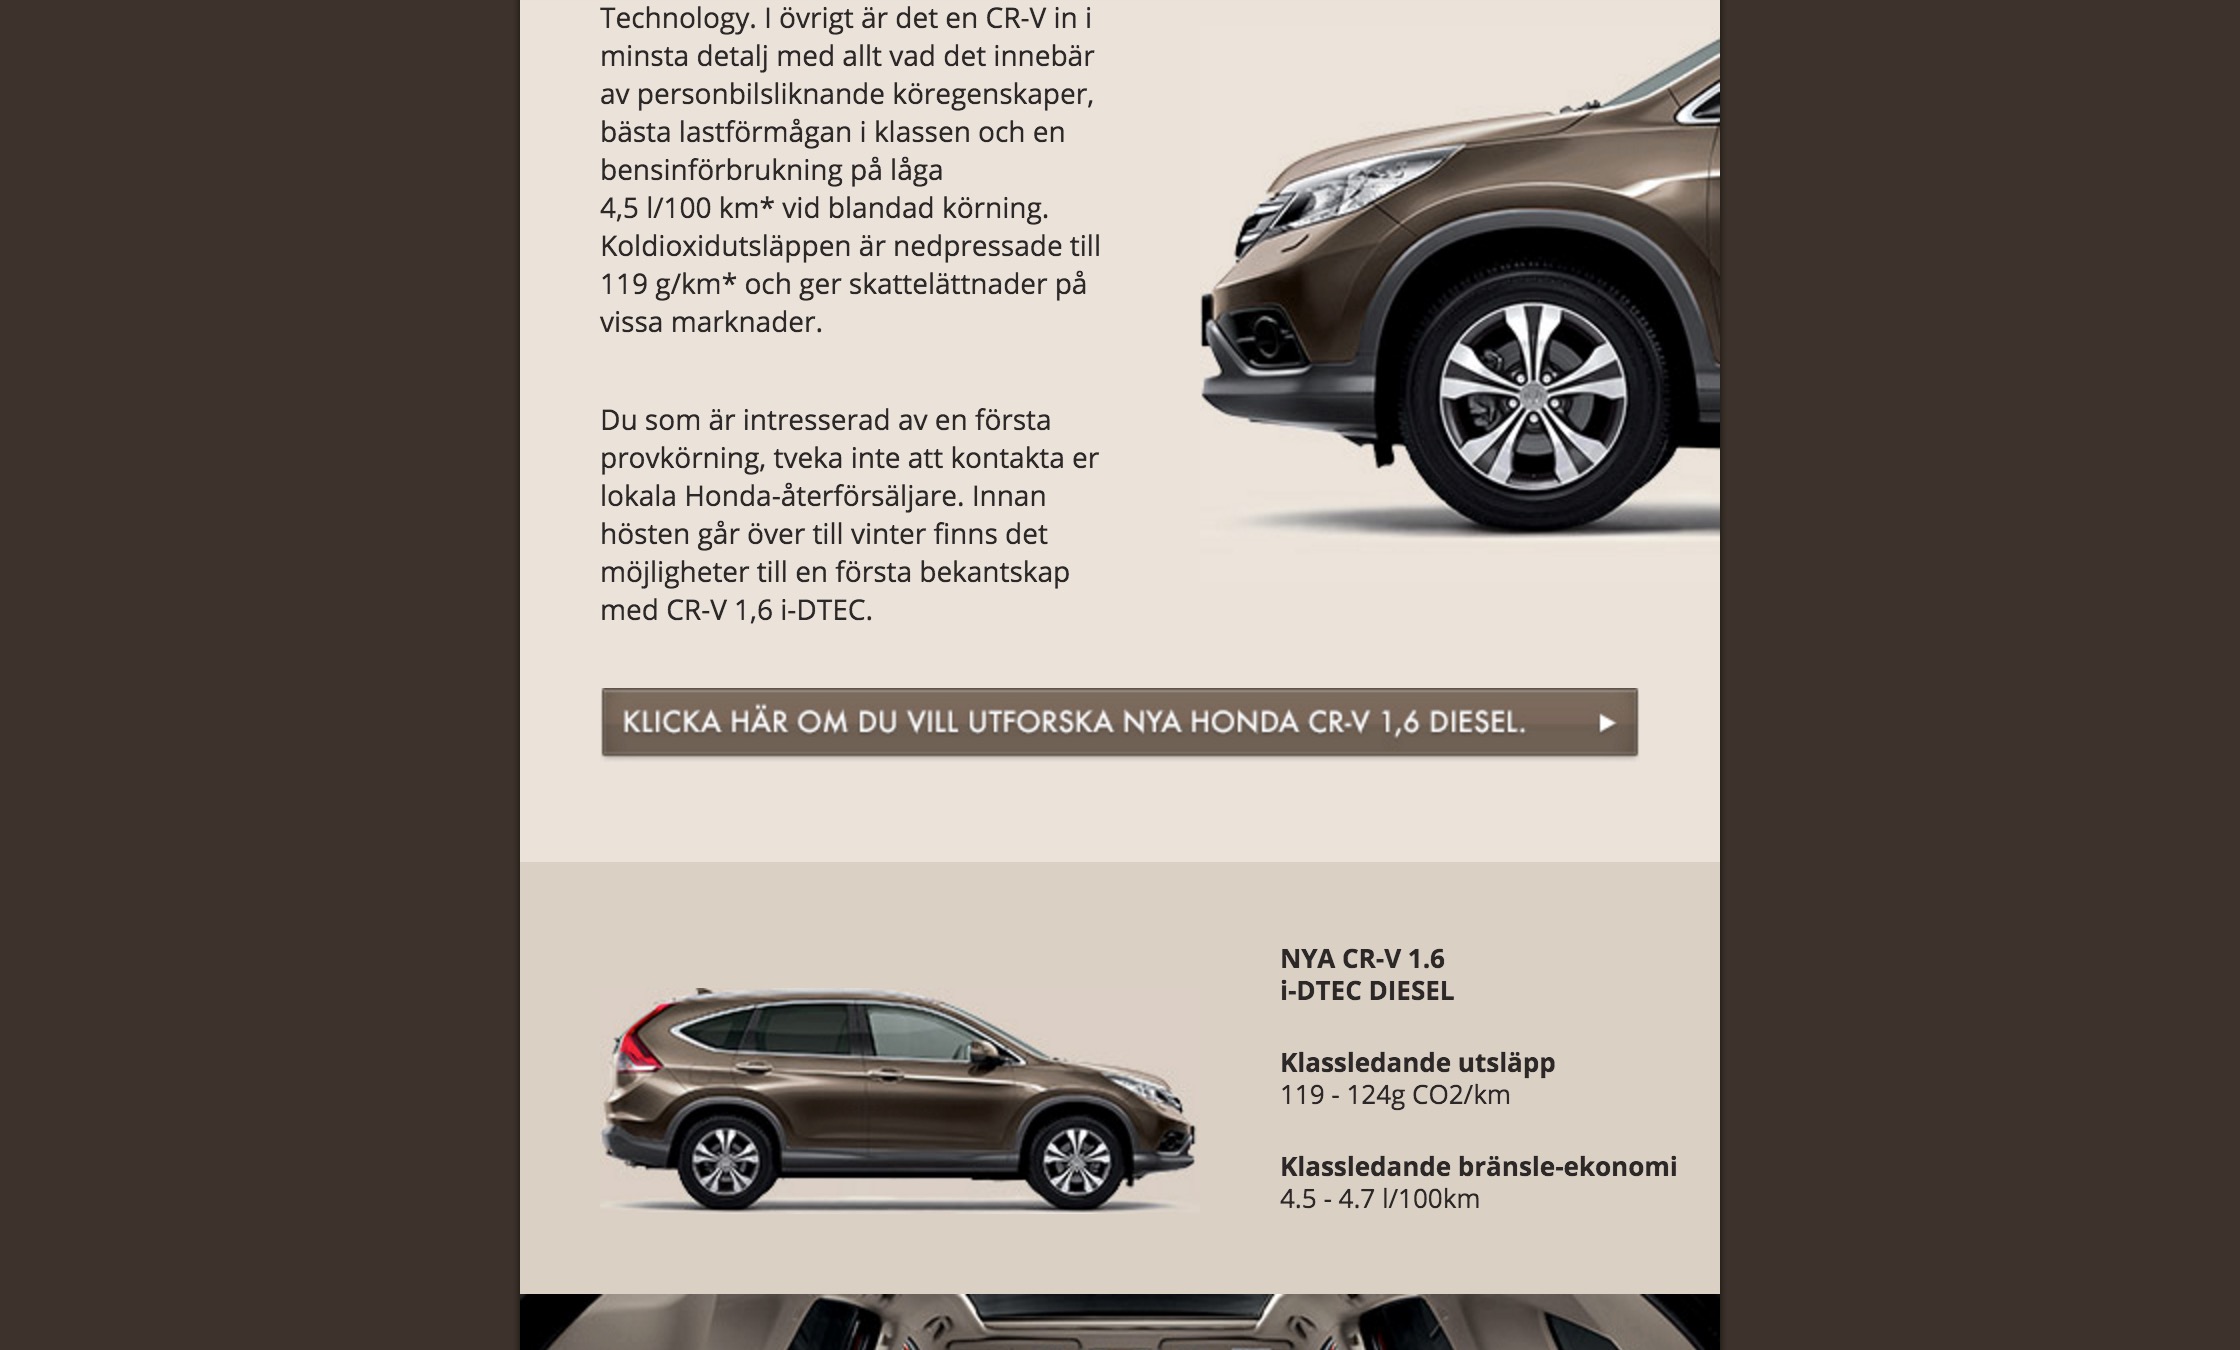 Technology. I övrigt är det en CR-V in i
minsta detalj med allt vad det innebär
av personbilsliknande köregenskaper,
bästa lastförmågan i klassen och en
bensinförbrukning på låga
4,5 l/100 km* vid blandad körning.
Koldioxidutsläppen är nedpressade till
119 g/km* och ger skattelättnader på
vissa marknader.
Du som är intresserad av en första
provkörning, tveka inte att kontakta er
lokala Honda-återförsäljare. Innan
hösten går över till vinter finns det
möjligheter till en första bekantskap
med CR-V 1,6 i-DTEC.
KLICKA HÄR OM DU VILL UTFORSKA NYA HONDA CR-V 1,6 DIESEL.
NYA CR-V 1.6
i-DTEC DIESEL
Klassledande utsläpp
119 - 124g CO2/km
Klassledande bränsle-ekonomi
4.5 - 4.7 l/100km